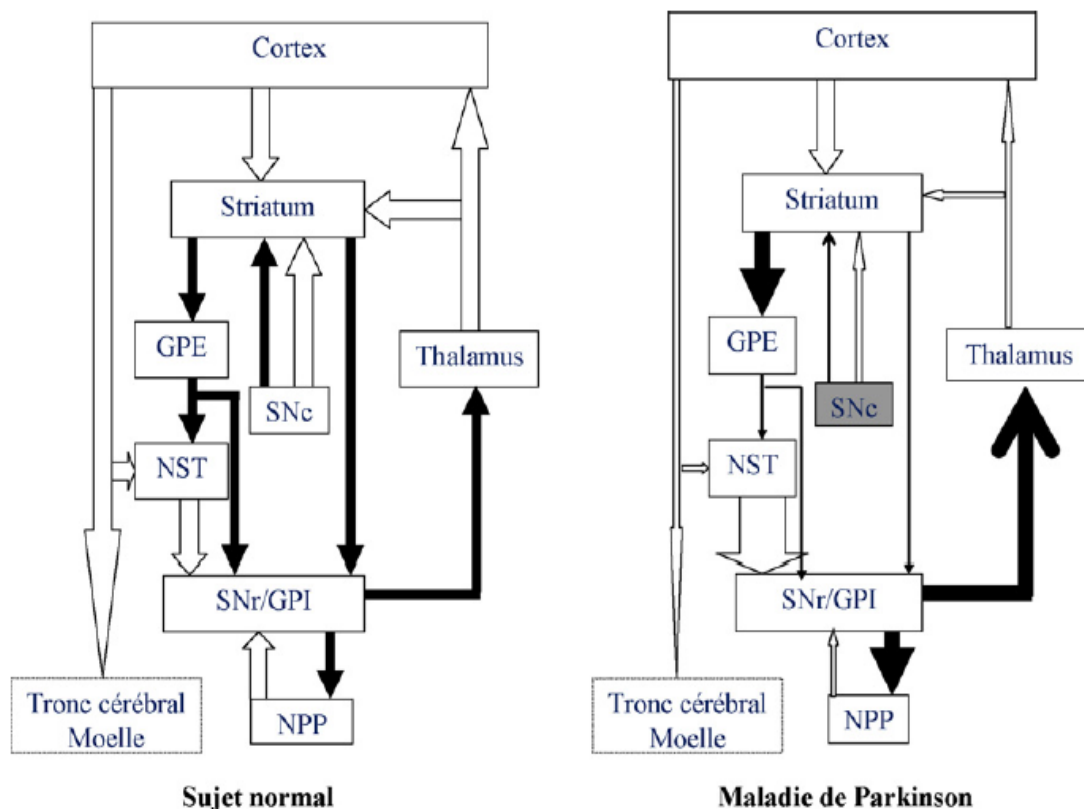 Cortex
Striatum
GPE
SNc
Thalamus
NST
SNr/GPI
Tronc cérébral
Moelle
NPP
Sujet normal
Cortex
Striatum
GPE
SNc
Thalamus
NST
SNr/GPI
Tronc cérébral
Moelle
NPP
Maladie de Parkinson